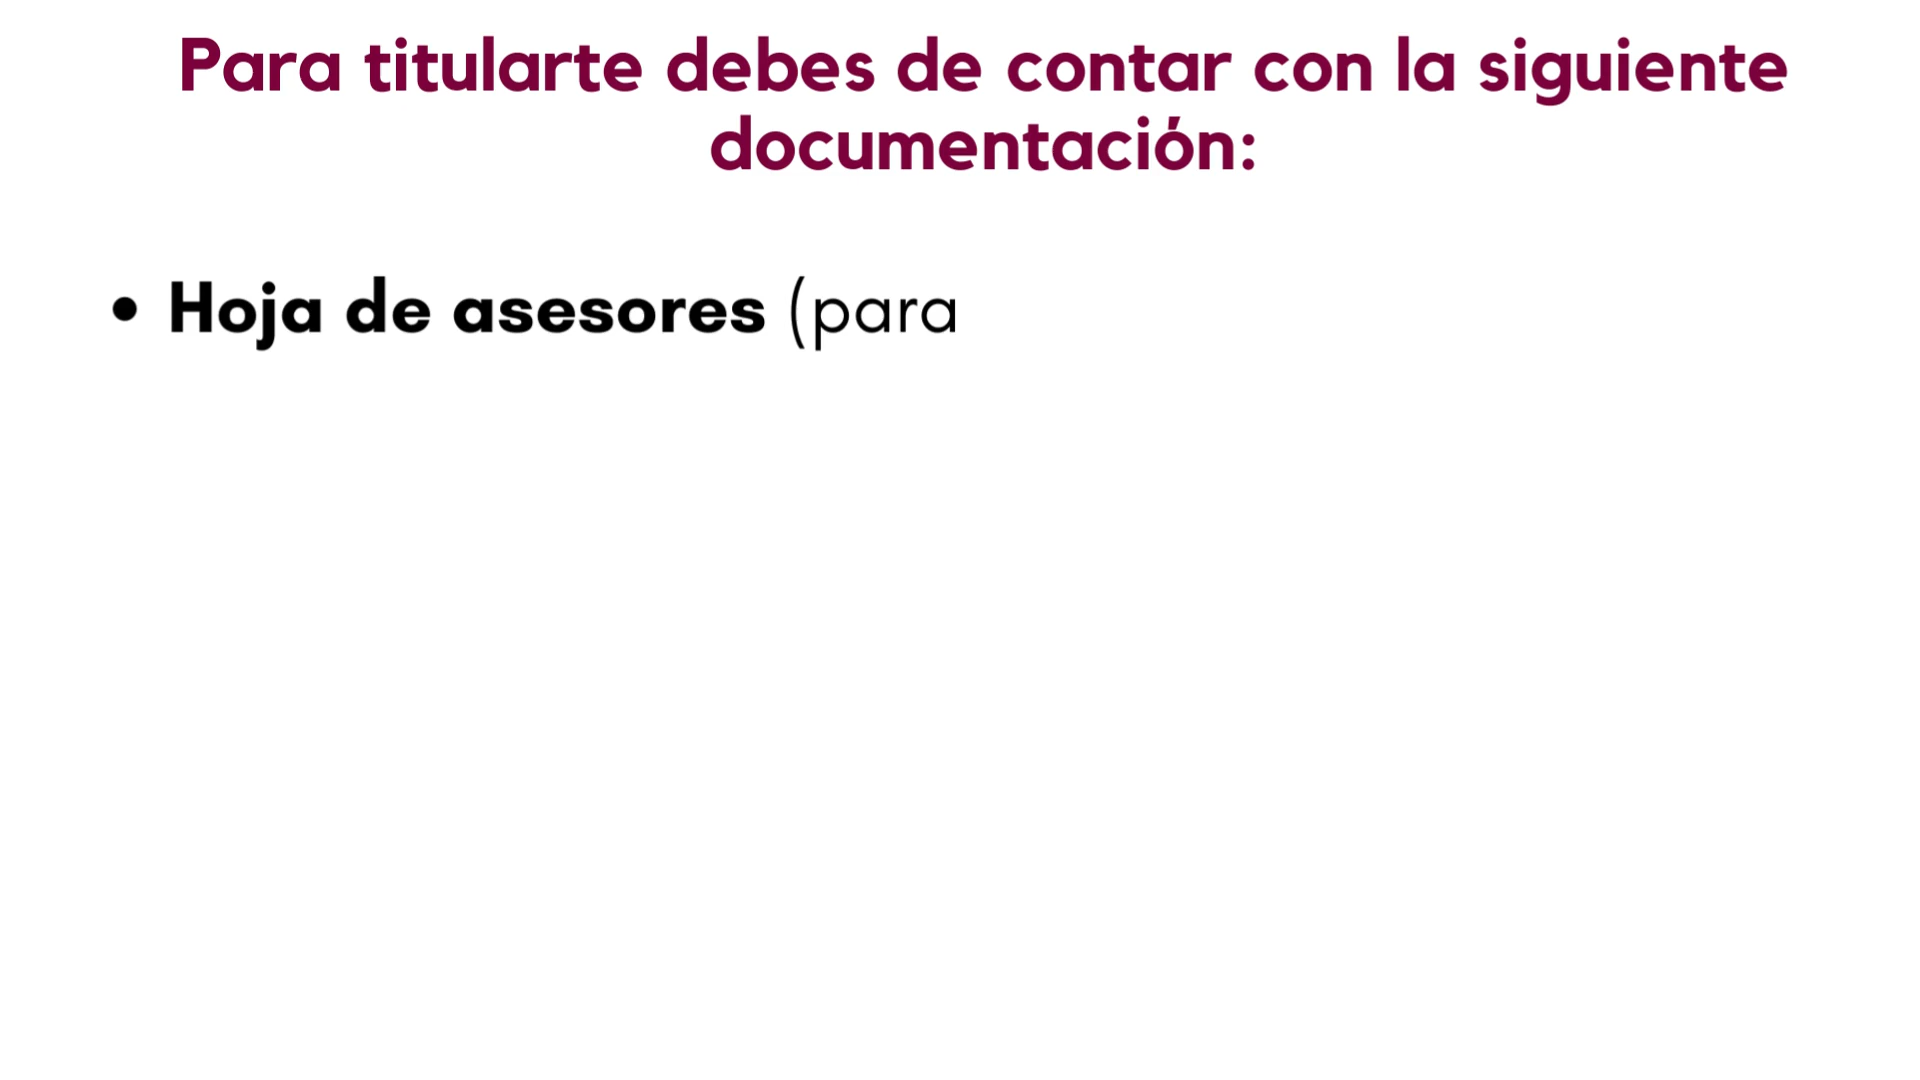 Para titularte debes de contar con la siguiente
documentación:
• Hoja de asesores (para